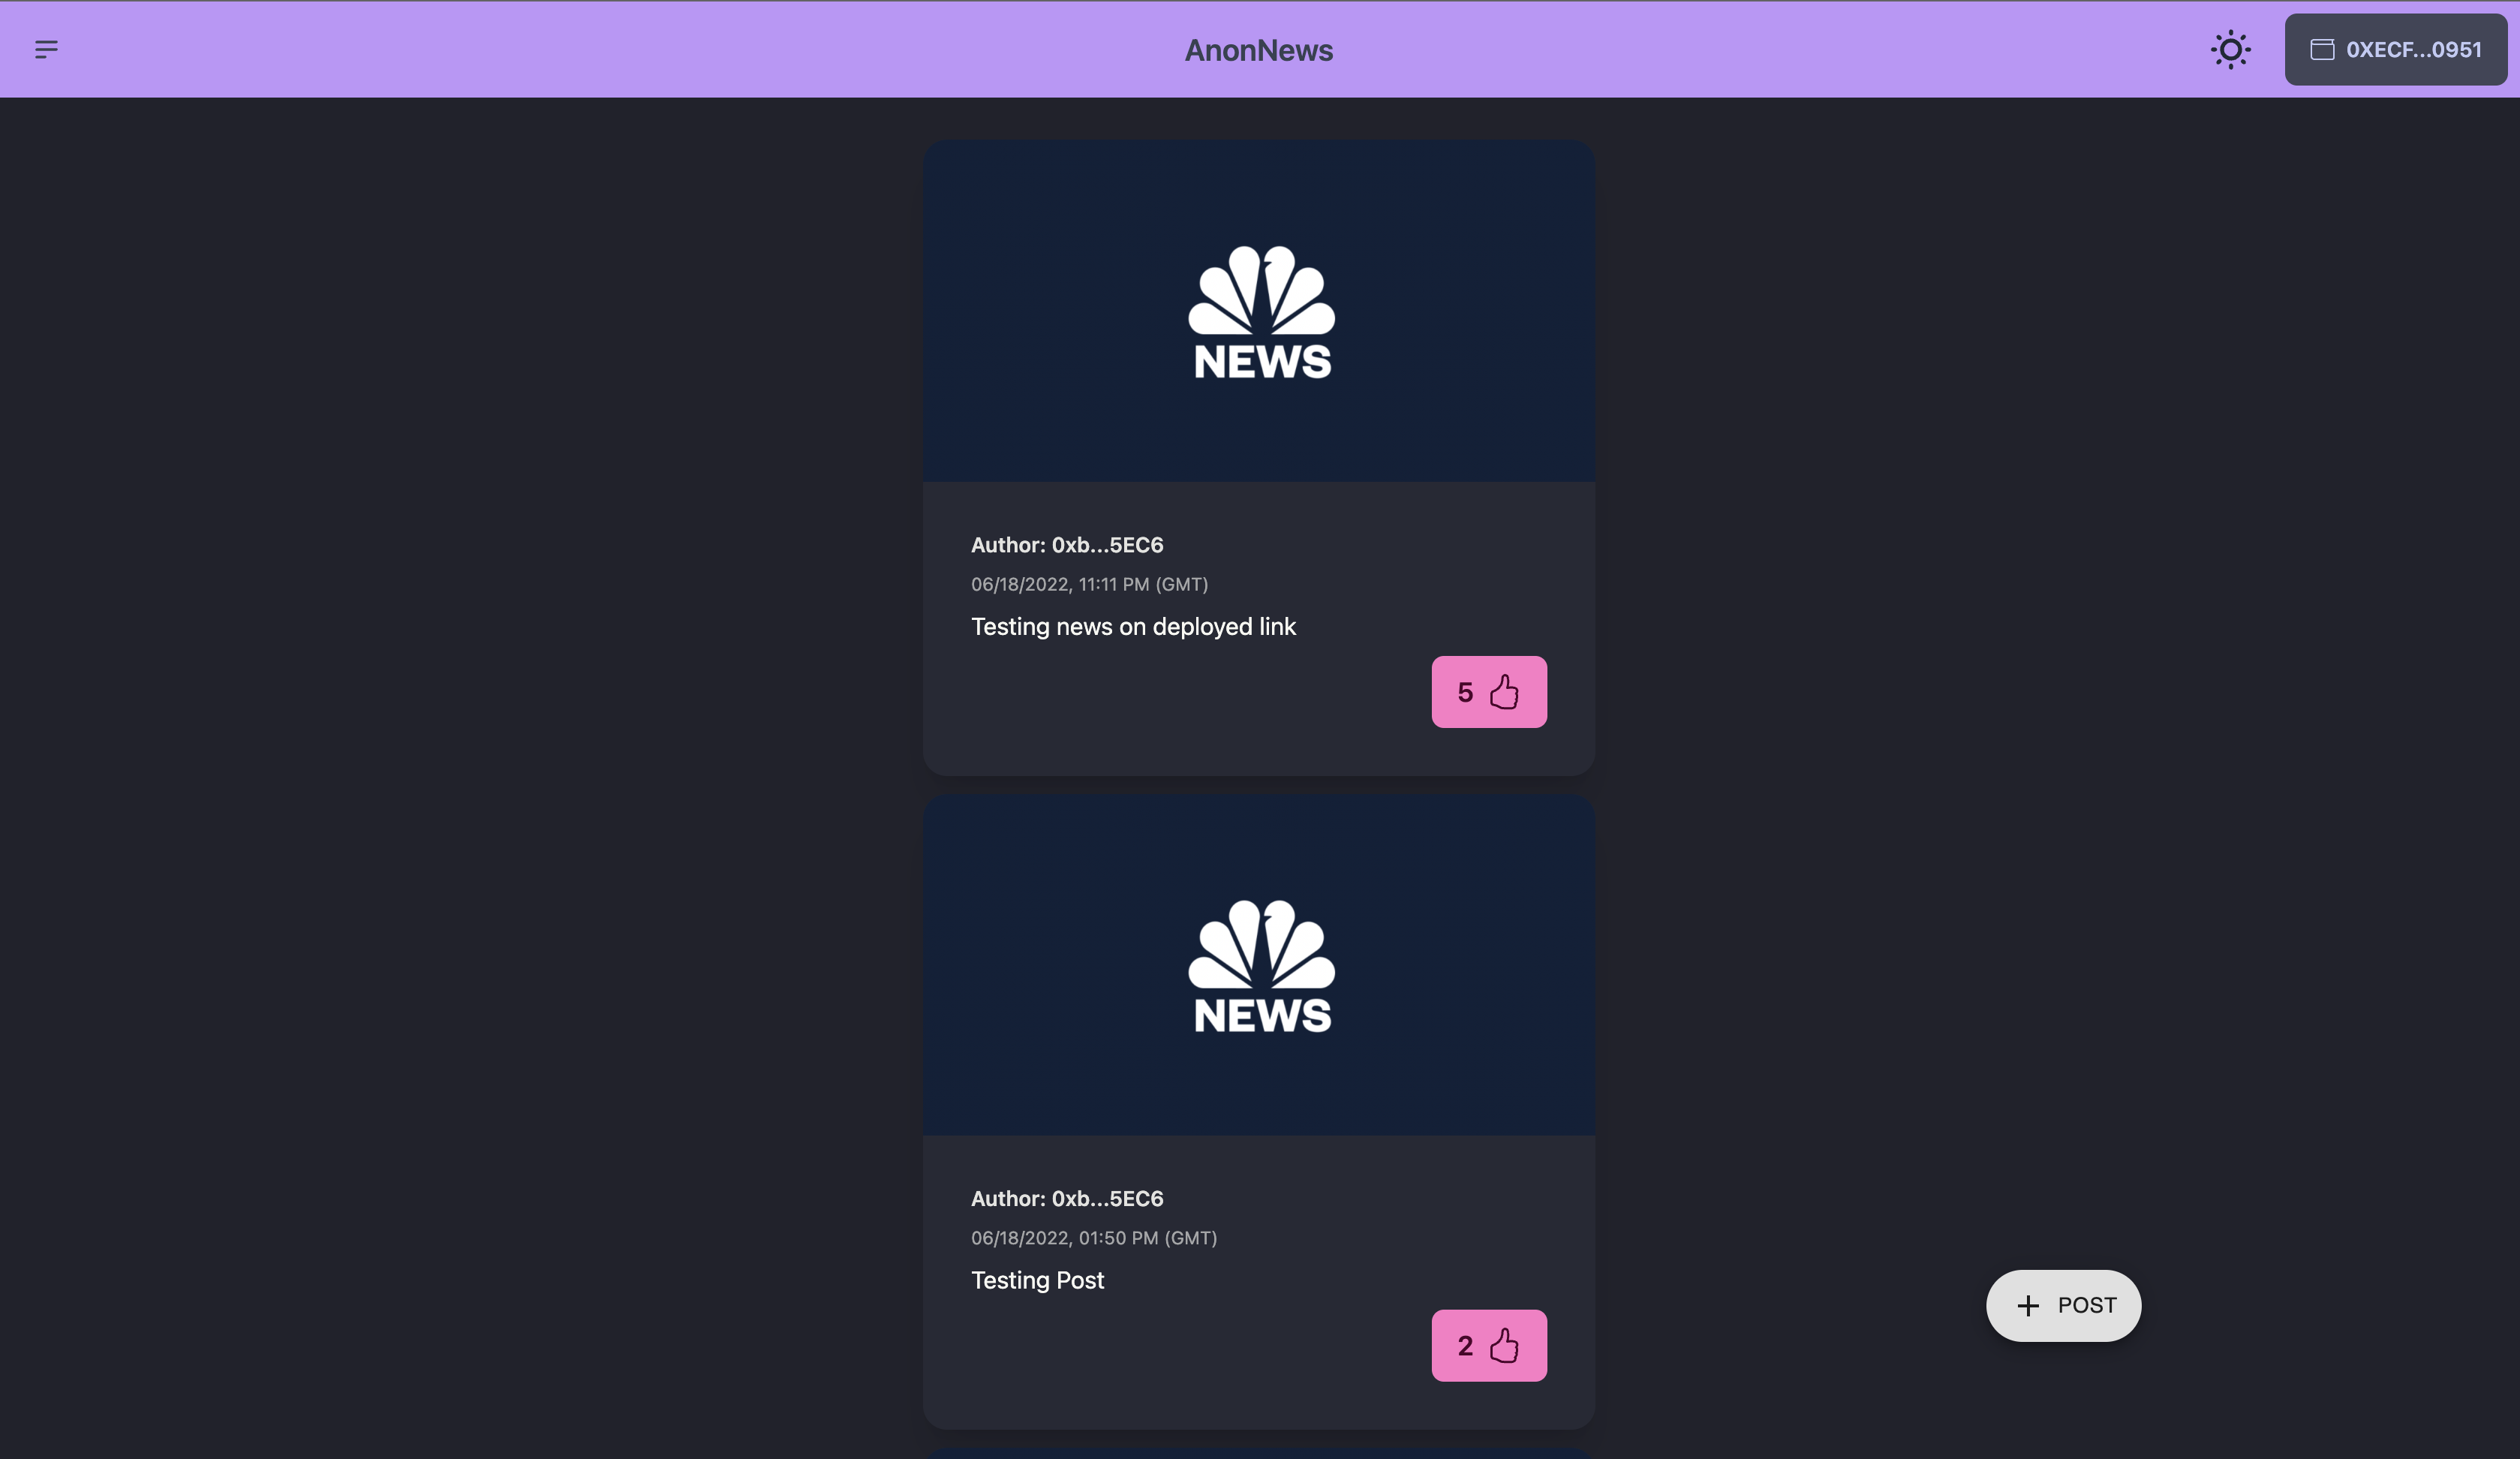 AnonNews
0XECF...0951
NEWS
Author: 0xb...5EC6
06/18/2022, 11:11 PM (GMT)
Testing news on deployed link
5
NEWS
Author: 0xb...5EC6
06/18/2022, 01:50 PM (GMT)
Testing Post
2
POST